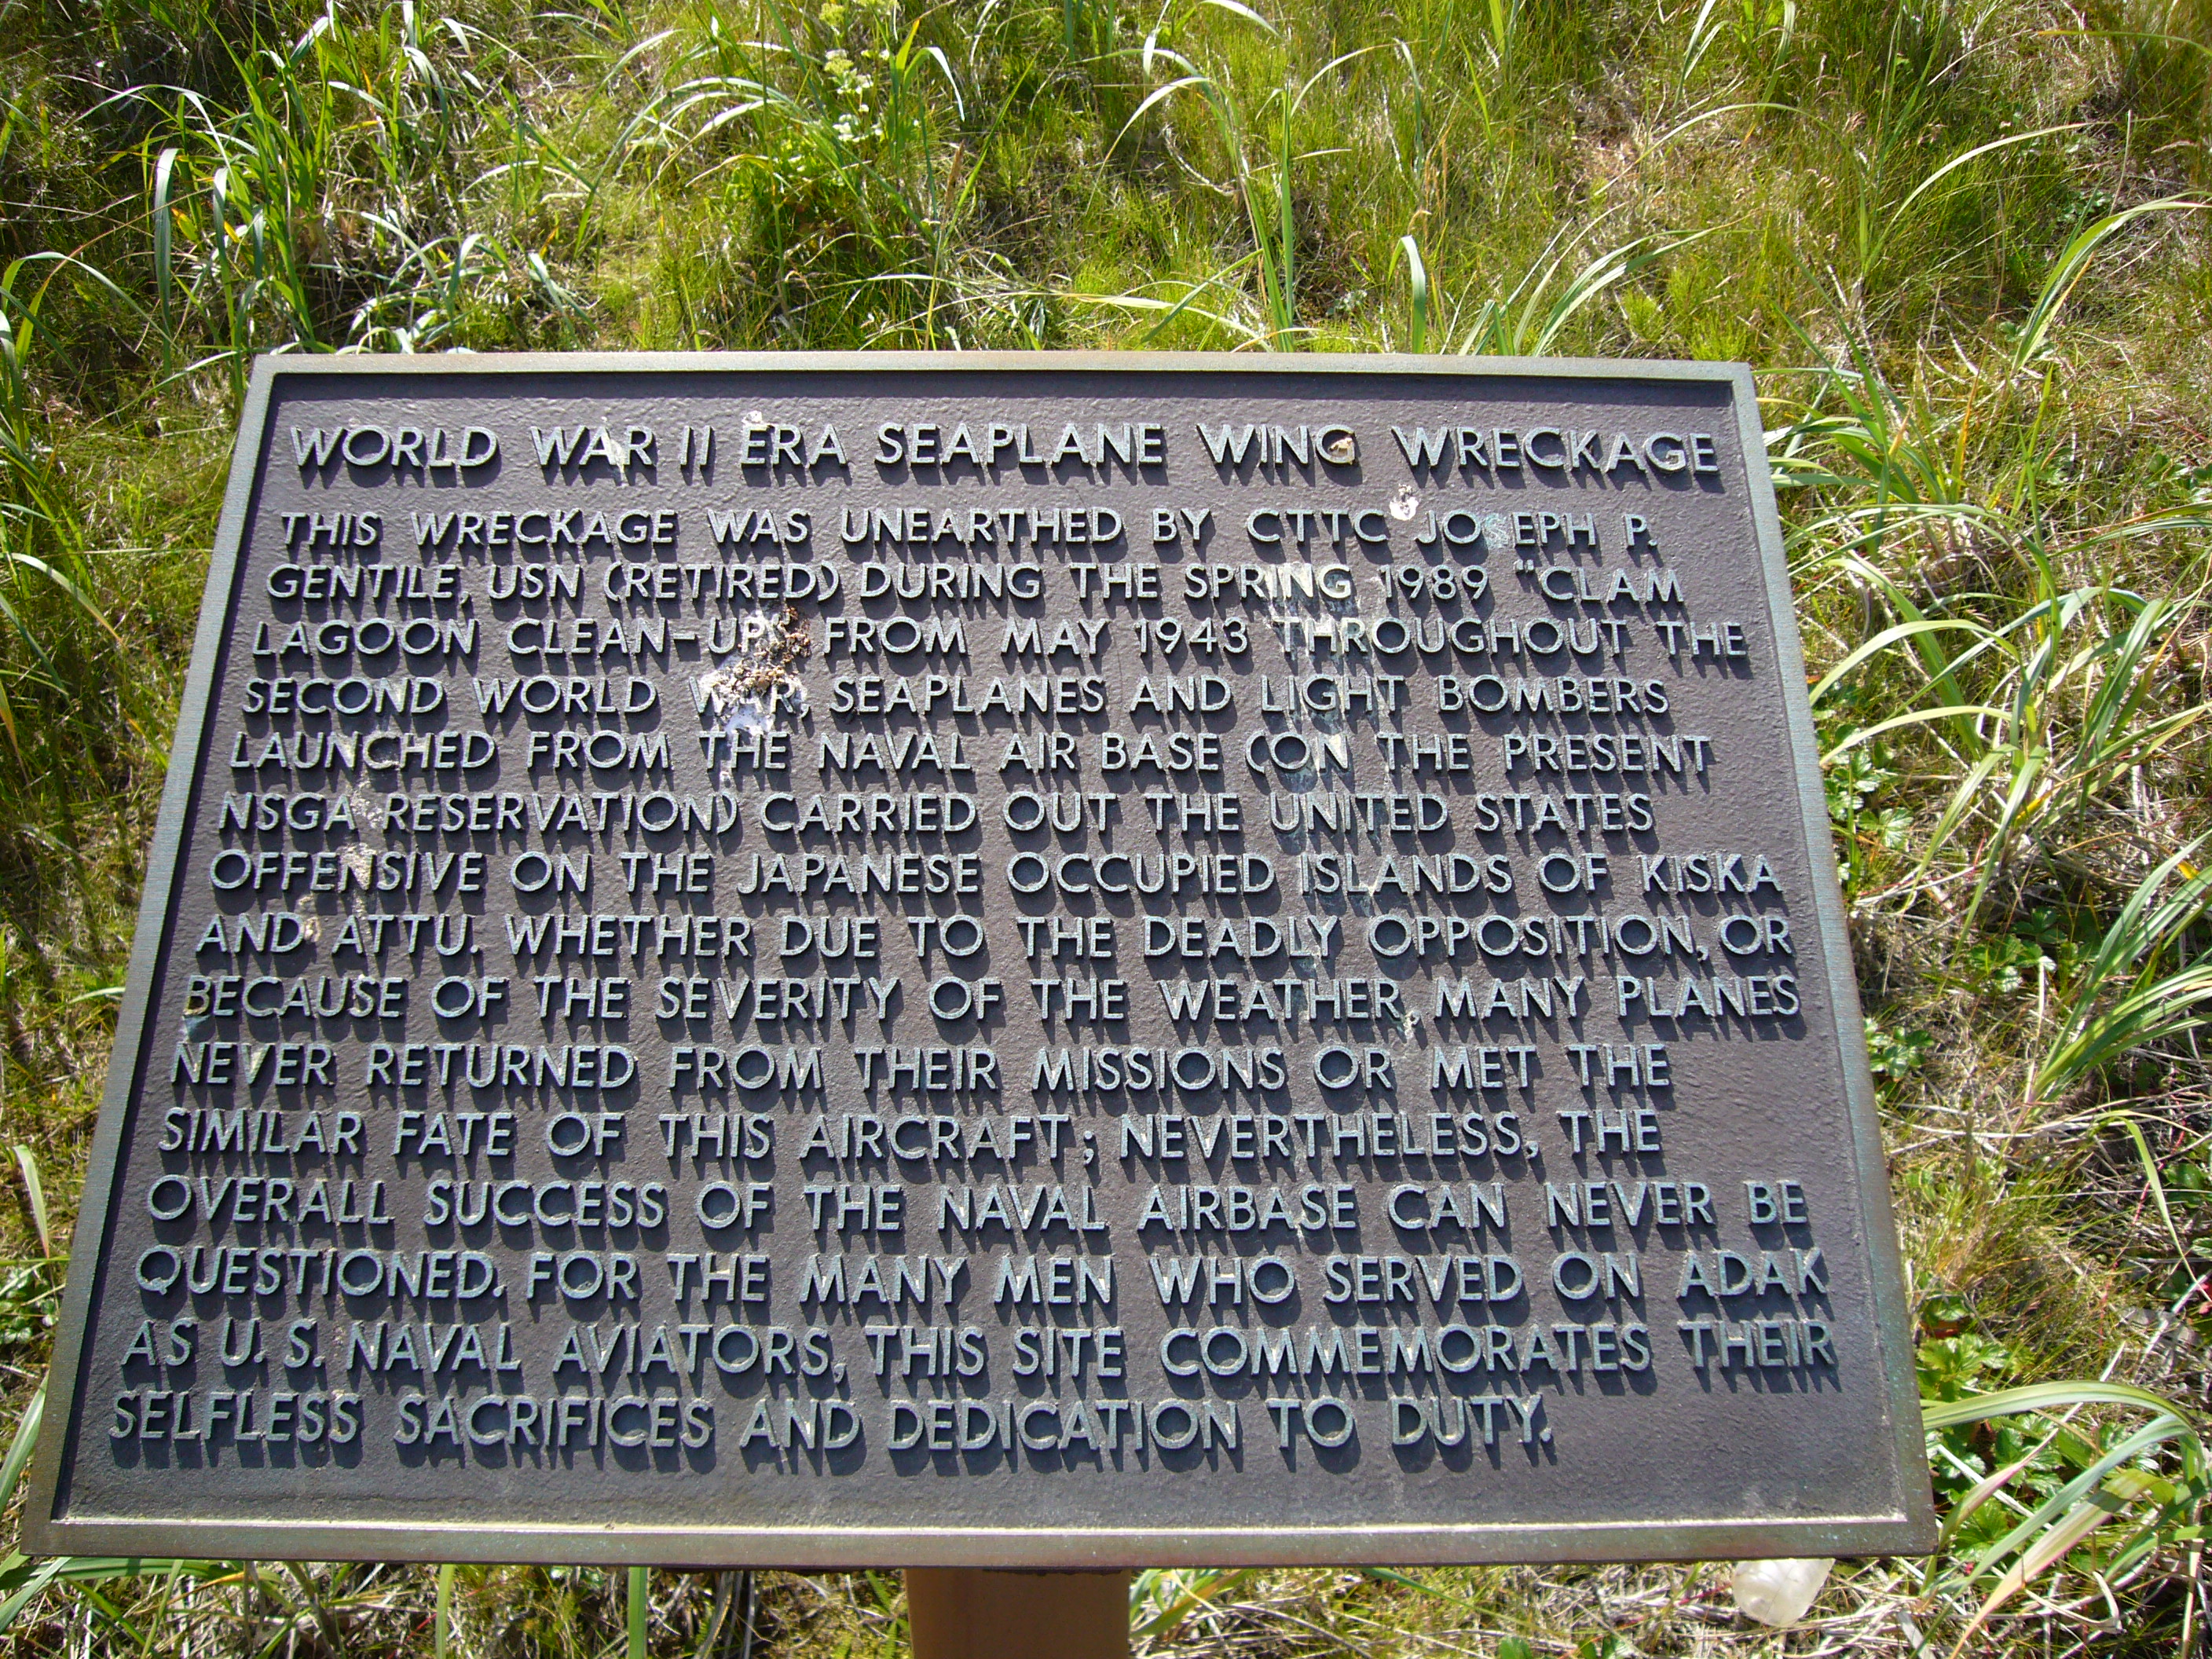 WORLD WAR II ERA SEAPLANE WING WRECKAGE
THIS WRECKAGE WAS UNEARTHED BY CTTC JOSEPH P.
GENTILE, USN (RETIRED) DURING THE SPRING 1989 "CLAM
LAGOON CLEAN-UP". FROM MAY 1943 THROUGHOUT THE
SECOND WORLD WAR, SEAPLANES AND LIGHT BOMBERS
LAUNCHED FROM THE NAVAL AIR BASE (ON THE PRESENT
NSGA RESERVATION) CARRIED OUT THE UNITED STATES
OFFENSIVE ON THE JAPANESE OCCUPIED ISLANDS OF KISKA
AND ATTU. WHETHER DUE TO THE DEADLY OPPOSITION, OR
BECAUSE OF THE SEVERITY OF THE WEATHER, MANY PLANES
NEVER RETURNED FROM THEIR MISSIONS OR MET THE
SIMILAR FATE OF THIS AIRCRAFT; NEVERTHELESS, THE
OVERALL SUCCESS OF THE NAVAL AIRBASE CAN NEVER BE
QUESTIONED. FOR THE MANY MEN WHO SERVED ON ADAK
AS U. S. NAVAL AVIATORS, THIS SITE COMMEMORATES THEIR
SELFLESS SACRIFICES AND DEDICATION TO DUTY.